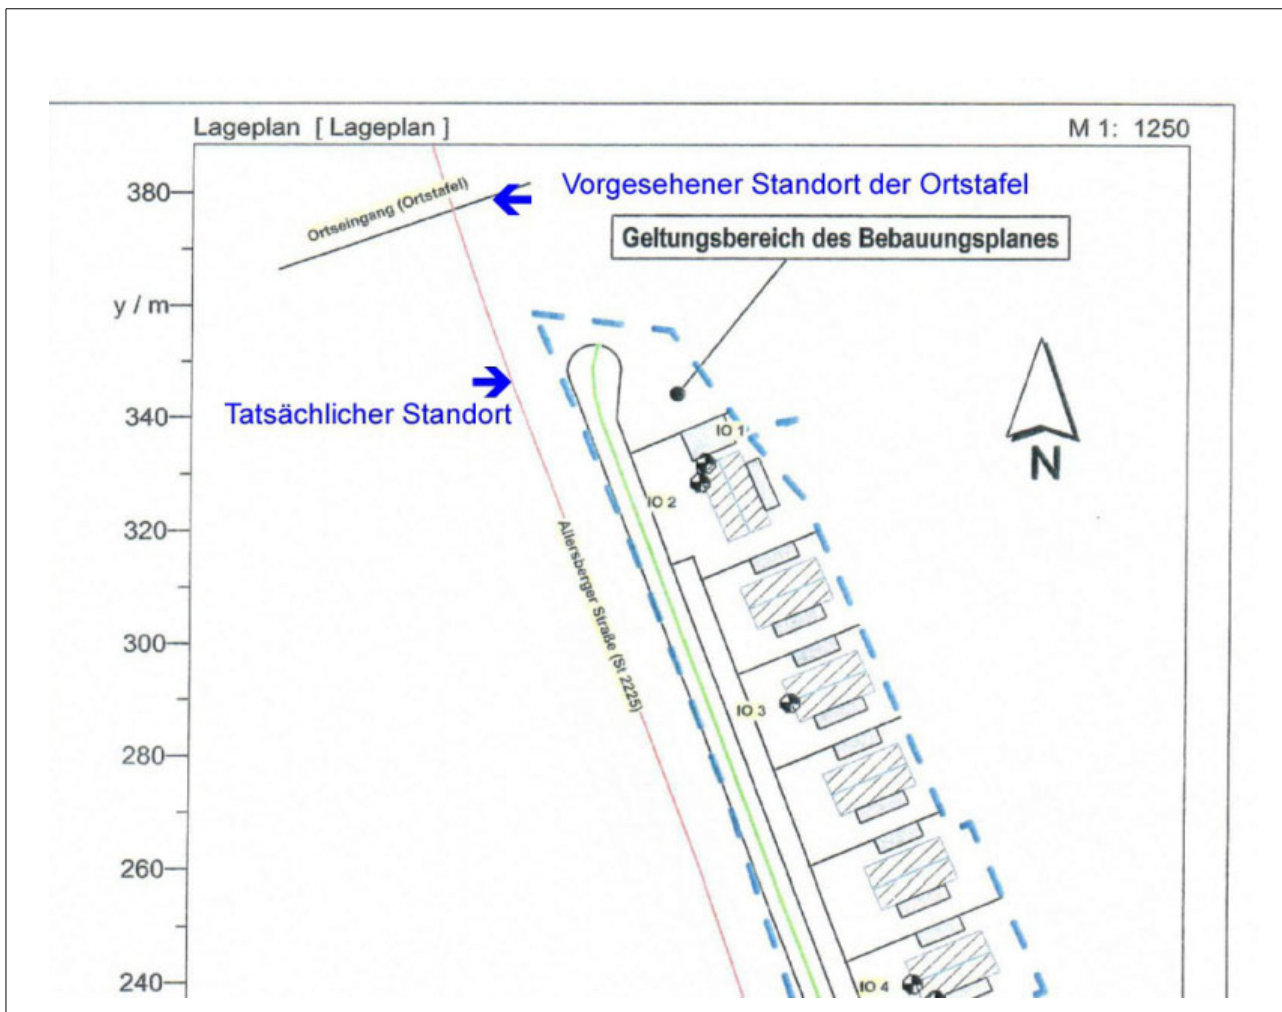 Lageplan [ Lageplan ]
M 1: 1250
380
Ortseingang (Ortstafel)
Vorgesehener Standort der Ortstafel
Geltungsbereich des Bebauungsplanes
y / m
Tatsächlicher Standort
340
IO 1
N
IO 2
320
Allersberger Straße (St 2225)
300
IO 3
280
260
240
IO 4